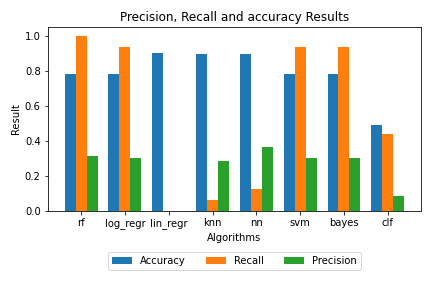 Precision, Recall and accuracy Results
1.0
0.8
0.6
0.4
0.2
0.0
Result
rf log_regr lin_regr knn nn svm bayes clf
Algorithms
Accuracy Recall Precision